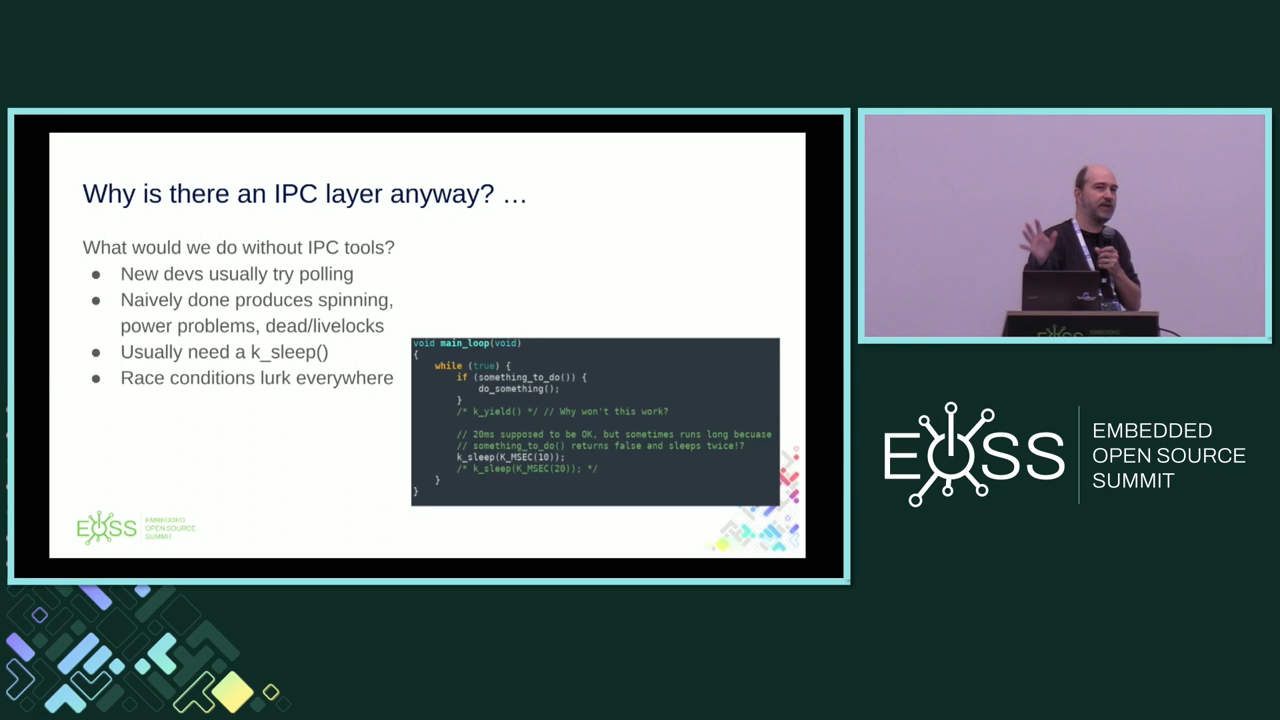 Why is there an IPC layer anyway? …
What would we do without IPC tools?
● New devs usually try polling
● Naively done produces spinning,
power problems, dead/livelocks
● Usually need a k_sleep()
● Race conditions lurk everywhere
void main_loop(void)
{
while (true) {
if (something_to_do()) {
do_something();
}
/* k_yield() */ // Why won't this work?
// 20ms supposed to be OK, but sometimes runs long becuase
// something_to_do() returns false and sleeps twice!?
k_sleep(K_MSEC(10));
/* k_sleep(K_MSEC(20)); */
}
}
EOSS
EMBEDDED
OPEN SOURCE
SUMMIT
EOSS
EOSS
EMBEDDED
OPEN SOURCE
SUMMIT